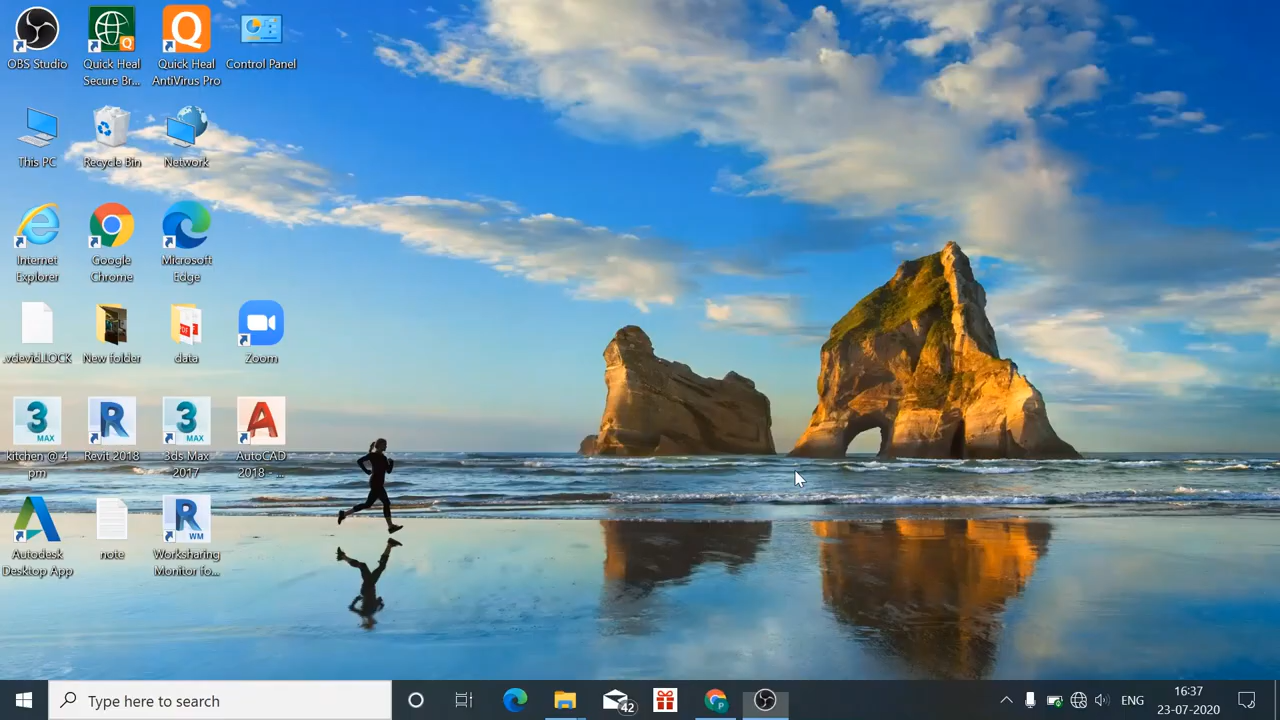 OBS Studio
Quick Heal
Secure Br...
Quick Heal
AntiVirus Pro
Control Panel
This PC
Recycle Bin
Network
Internet
Explorer
Google
Chrome
Microsoft
Edge
.vdevid.LOCK
New folder
data
Zoom
kitchen @ 4
pm
Revit 2018
3ds Max
2017
AutoCAD
2018 - ...
Autodesk
Desktop App
note
Worksharing
Monitor fo...
Type here to search
42
ENG
16:37
23-07-2020